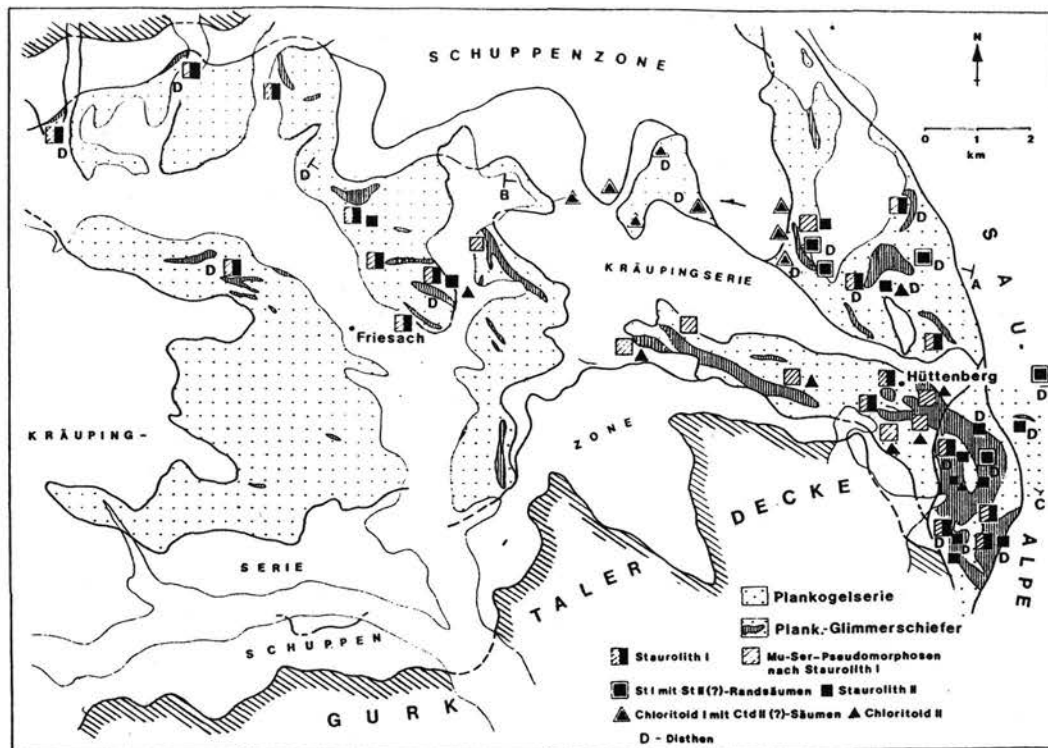 SCHUPPENZONE
N
0 1 2
km
D
D
D
B
D
D
D
D
D
D
D
D
D
D
KRÄUPINGSERIE
SAU-
A
Friesach
Hüttenberg
D
D
D
KRÄUPING-
ZONE
D
D
C
D
D
D
DECKE
ALPE
SERIE
TALER
SCHUPPEN
GURK
Plankogelserie
Plank.-Glimmerschiefer
Staurolith I
Mu-Ser-Pseudomorphosen
nach Staurolith I
St I mit St II (?)-Randsäumen
Staurolith II
Chloritoid I mit Ctd II (?)-Säumen
Chloritoid II
D - Disthen